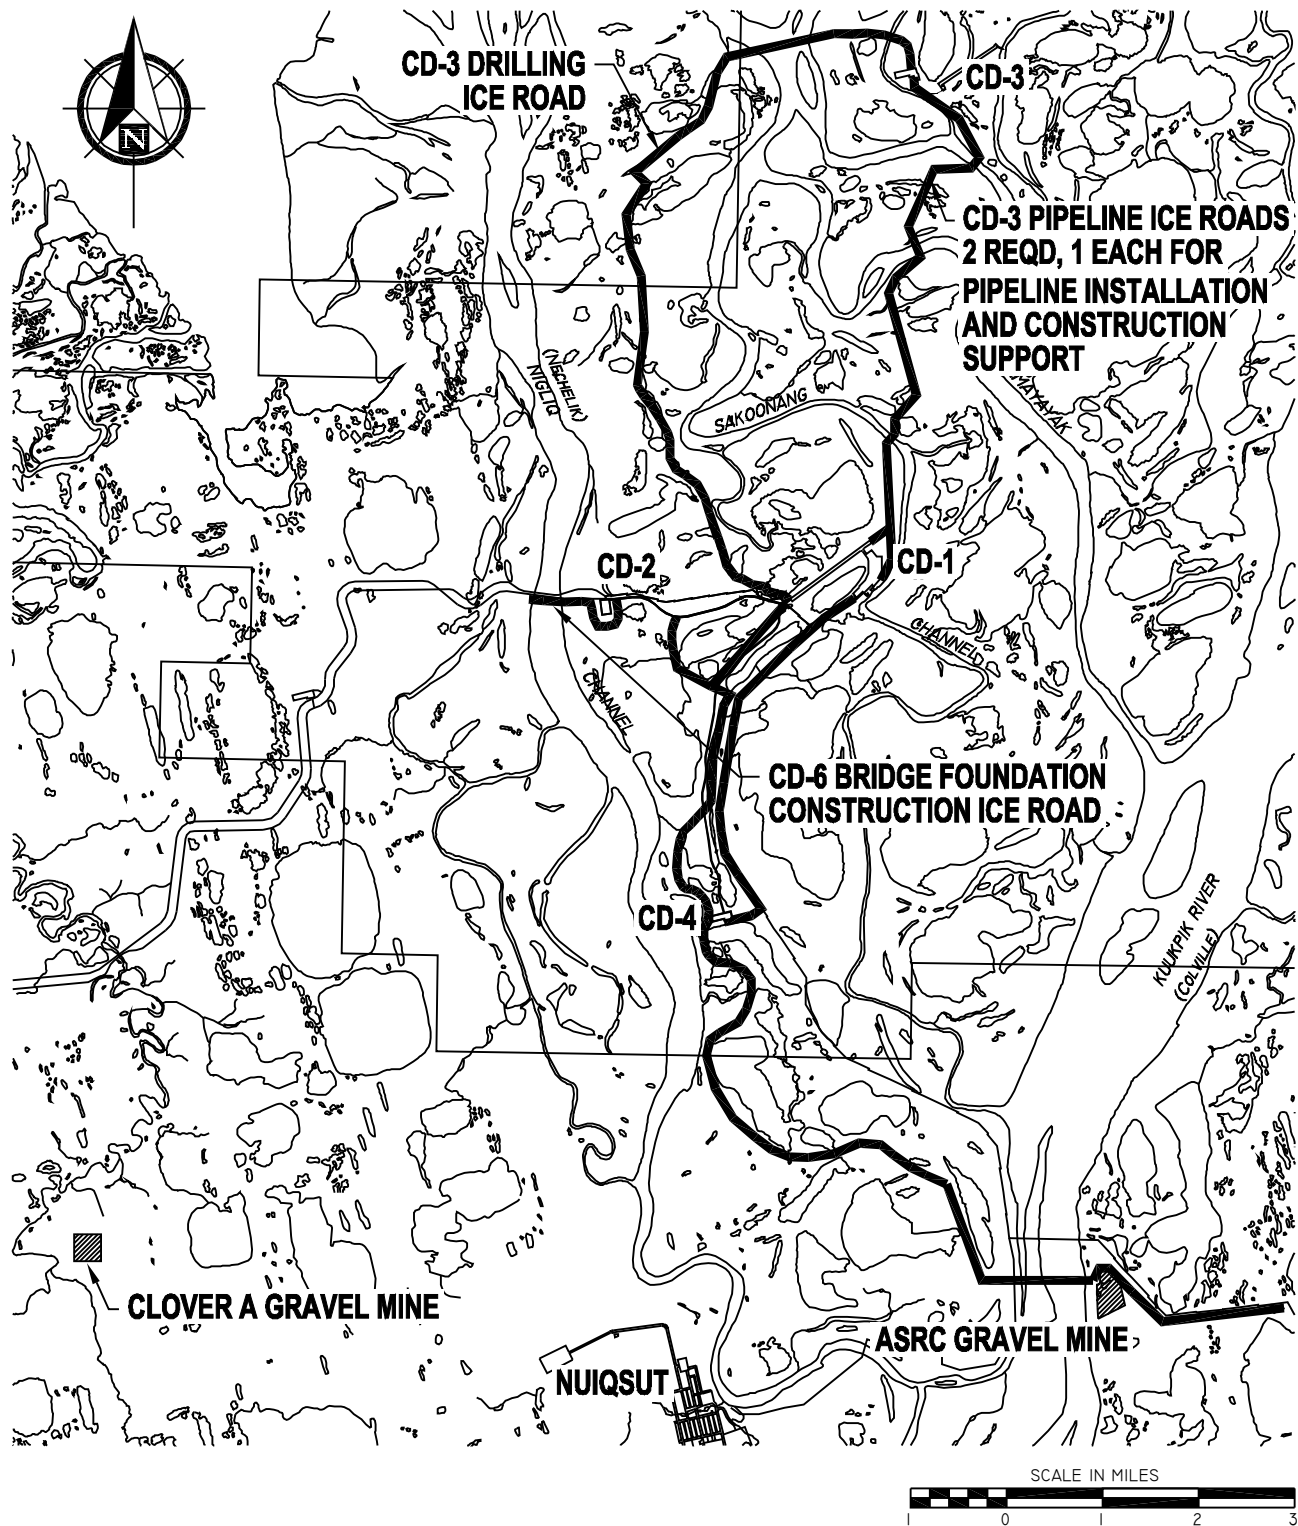 CD-3 DRILLING
ICE ROAD
CD-3
N
CD-3 PIPELINE ICE ROADS
2 REQD, 1 EACH FOR
PIPELINE INSTALLATION
AND CONSTRUCTION
SUPPORT
(NGCHELIK)
NIGLIQ
SAKOONANG
MAYAYAK
CD-2
CD-1
CHANNEL
CHANNEL
CD-6 BRIDGE FOUNDATION
CONSTRUCTION ICE ROAD
CD-4
KUUKPIK RIVER
(COLVILLE)
CLOVER A GRAVEL MINE
ASRC GRAVEL MINE
NUIQSUT
SCALE IN MILES
1 0 1 2 3